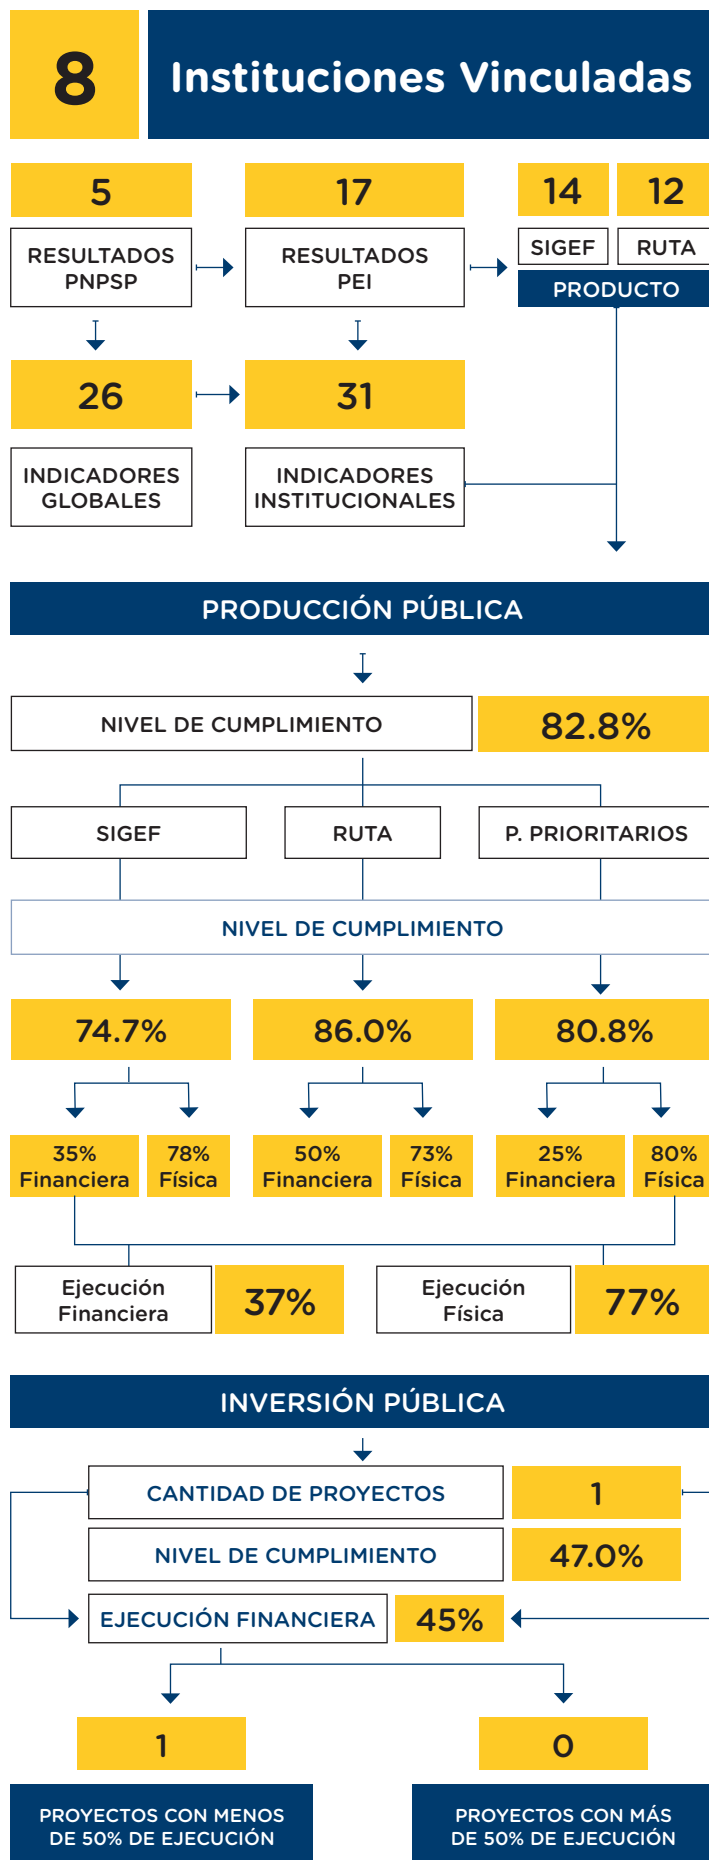 8
Instituciones Vinculadas
5
RESULTADOS
PNPSP
17
RESULTADOS
PEI
14
SIGEF
12
RUTA
PRODUCTO
26
INDICADORES
GLOBALES
31
INDICADORES
INSTITUCIONALES
PRODUCCIÓN PÚBLICA
NIVEL DE CUMPLIMIENTO
82.8%
SIGEF
RUTA
P. PRIORITARIOS
NIVEL DE CUMPLIMIENTO
74.7%
86.0%
80.8%
35%
Financiera
78%
Física
50%
Financiera
73%
Física
25%
Financiera
80%
Física
Ejecución
Financiera
37%
Ejecución
Física
77%
INVERSIÓN PÚBLICA
CANTIDAD DE PROYECTOS
1
NIVEL DE CUMPLIMIENTO
47.0%
EJECUCIÓN FINANCIERA
45%
1
PROYECTOS CON MENOS
DE 50% DE EJECUCIÓN
0
PROYECTOS CON MÁS
DE 50% DE EJECUCIÓN